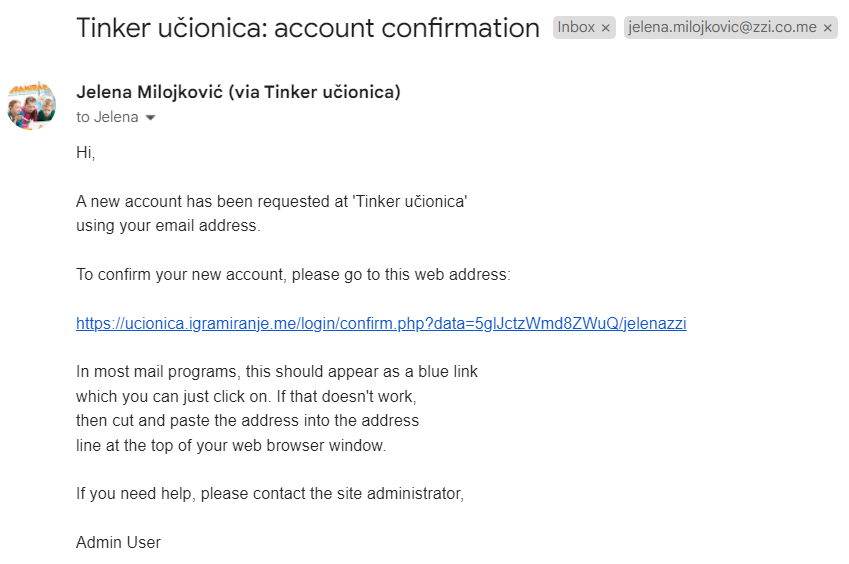 Tinker učionica: account confirmation
Inbox ×
jelena.milojkovic@zzi.co.me ×
Jelena Milojković (via Tinker učionica)
to Jelena
Hi,
A new account has been requested at 'Tinker učionica'
using your email address.
To confirm your new account, please go to this web address:
https://ucionica.igramiranje.me/login/confirm.php?data=5glJctzWmd8ZWuQ/jelenazzi
In most mail programs, this should appear as a blue link
which you can just click on. If that doesn't work,
then cut and paste the address into the address
line at the top of your web browser window.
If you need help, please contact the site administrator,
Admin User